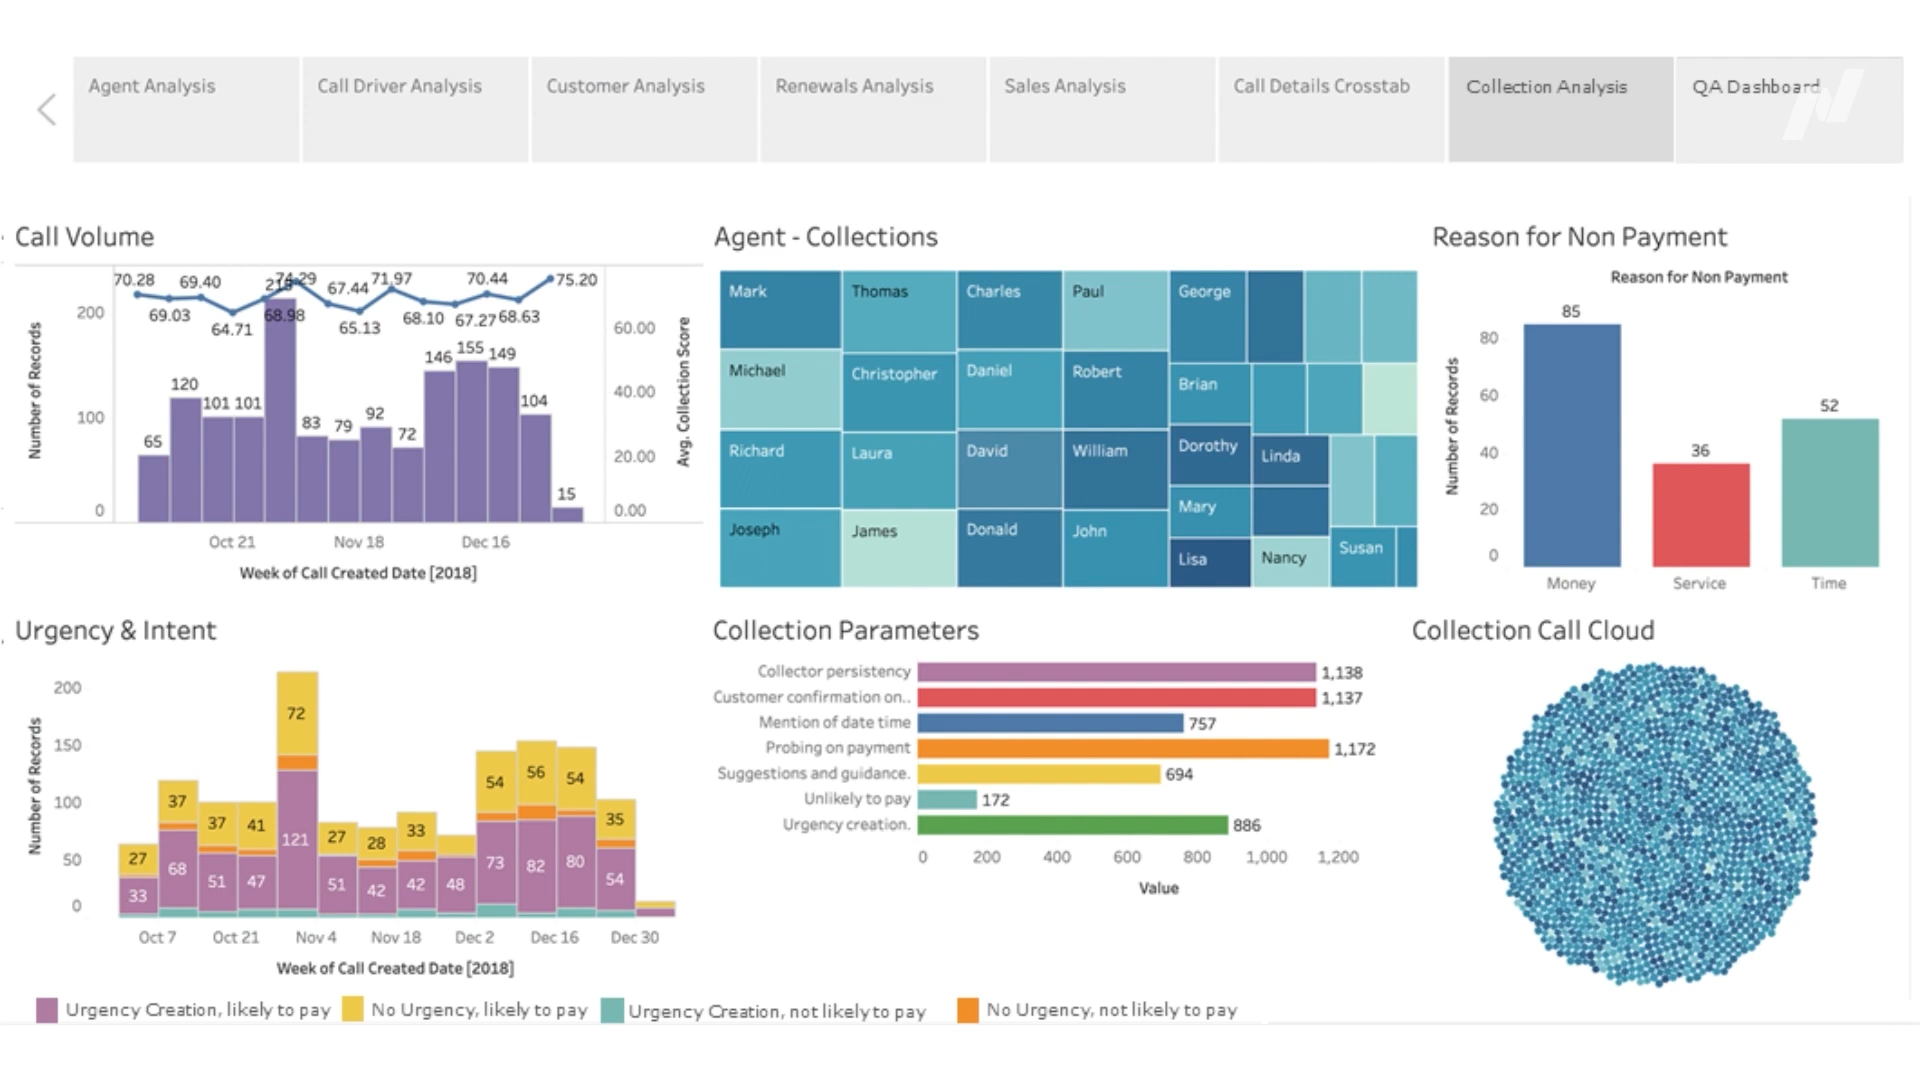 Agent Analysis
Call Driver Analysis
Customer Analysis
Renewals Analysis
Sales Analysis
Call Details Crosstab
Collection Analysis
QA Dashboard
Call Volume
70.28
69.03
69.40
64.71
68.98
74.29
67.44
65.13
71.97
68.10
67.27
70.44
68.63
75.20
Number of Records
200
100
0
65
120
101
101
83
79
92
72
146
155
149
104
15
60.00
40.00
20.00
0.00
Avg. Collection Score
Oct 21
Nov 18
Dec 16
Week of Call Created Date [2018]
Agent - Collections
Mark
Thomas
Charles
Paul
George
Michael
Christopher
Daniel
Robert
Brian
Richard
Laura
David
William
Dorothy
Linda
Mary
Joseph
James
Donald
John
Lisa
Nancy
Susan
Reason for Non Payment
Reason for Non Payment
Number of Records
80
60
40
20
0
85
36
52
Money
Service
Time
Urgency & Intent
Number of Records
200
150
100
50
0
27
33
37
68
37
51
41
47
72
121
27
51
28
42
33
42
48
54
73
56
82
54
80
35
54
Oct 7
Oct 21
Nov 4
Nov 18
Dec 2
Dec 16
Dec 30
Week of Call Created Date [2018]
Urgency Creation, likely to pay
No Urgency, likely to pay
Urgency Creation, not likely to pay
No Urgency, not likely to pay
Collection Parameters
Collector persistency 1,138
Customer confirmation on.. 1,137
Mention of date time 757
Probing on payment 1,172
Suggestions and guidance. 694
Unlikely to pay 172
Urgency creation. 886
0 200 400 600 800 1,000 1,200
Value
Collection Call Cloud